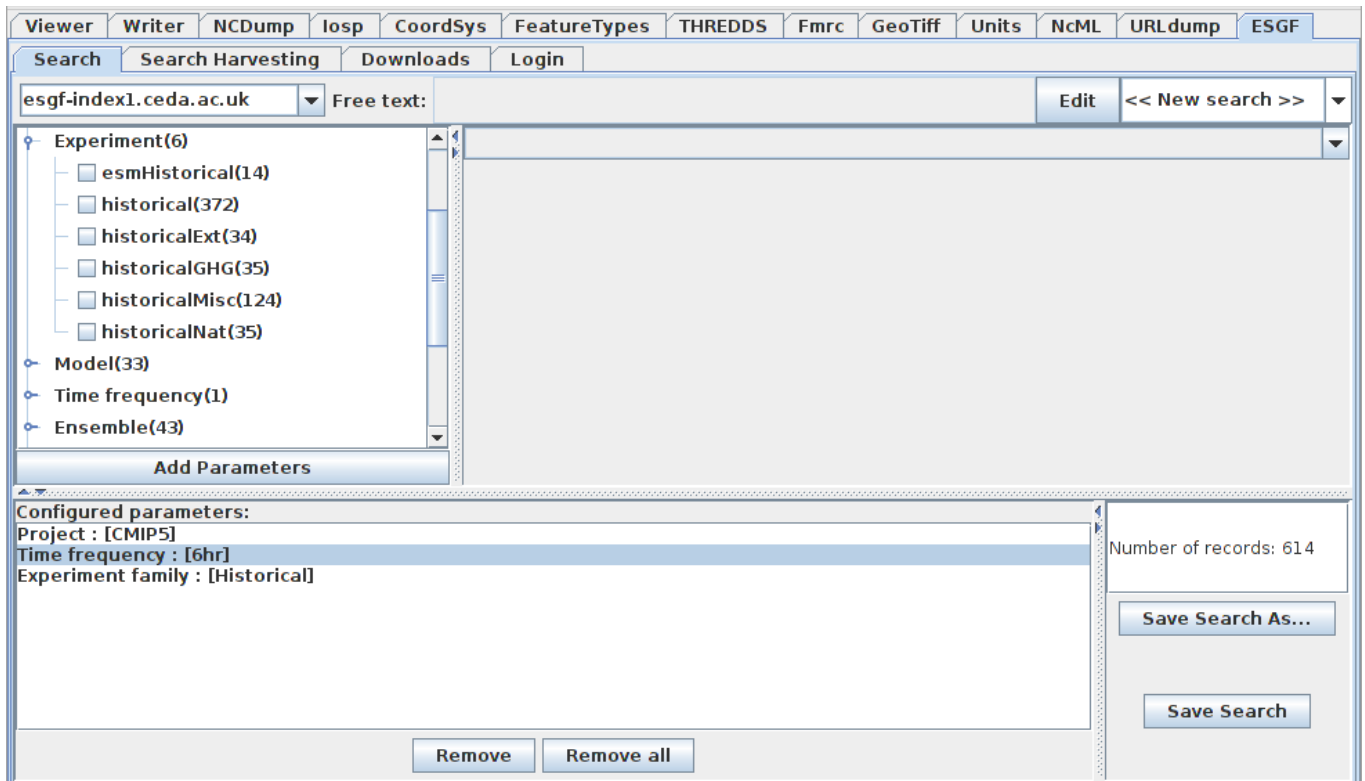 Viewer Writer NCDump Iosp CoordSys FeatureTypes THREDDS Fmrc GeoTiff Units NcML URLdump ESGF
Search Search Harvesting Downloads Login
esgf-index1.ceda.ac.uk Free text: Edit << New search >>
Experiment(6)
esmHistorical(14)
historical(372)
historicalExt(34)
historicalGHG(35)
historicalMisc(124)
historicalNat(35)
Model(33)
Time frequency(1)
Ensemble(43)
Add Parameters
Configured parameters:
Project : [CMIP5]
Time frequency : [6hr]
Experiment family : [Historical]
Number of records: 614
Save Search As...
Save Search
Remove Remove all